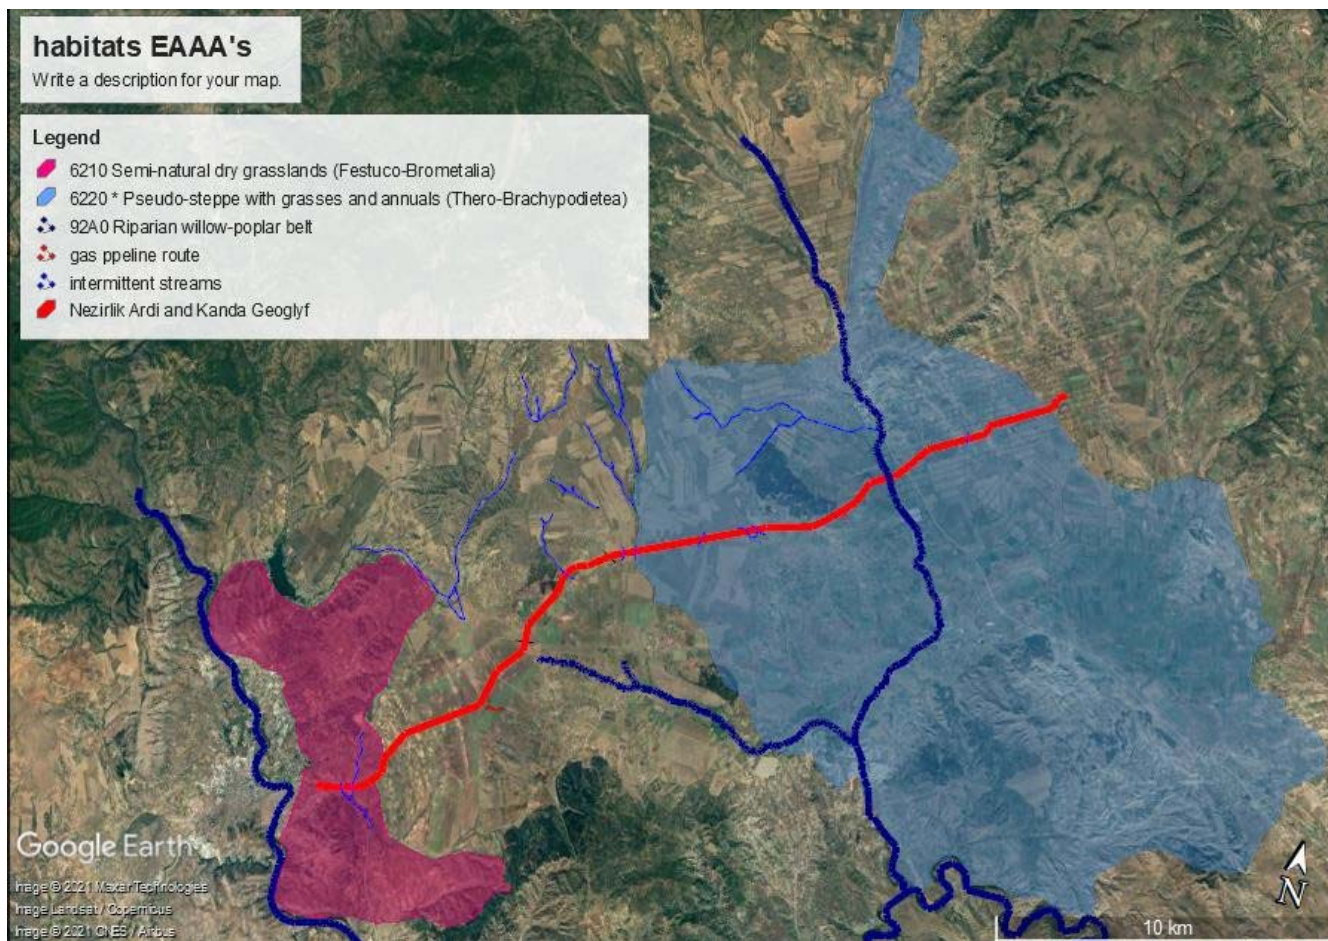 habitats EAAA's
Write a description for your map.
Legend
6210 Semi-natural dry grasslands (Festuco-Brometalia)
6220 * Pseudo-steppe with grasses and annuals (Thero-Brachypodietea)
92A0 Riparian willow-poplar belt
gas ppeline route
intermittent streams
Nezirlik Ardi and Kanda Geoglyf
Google Earth
Image © 2021 Maxar Technologies
Image Landsat / Copernicus
Image © 2021 CNES / Airbus
N
10 km